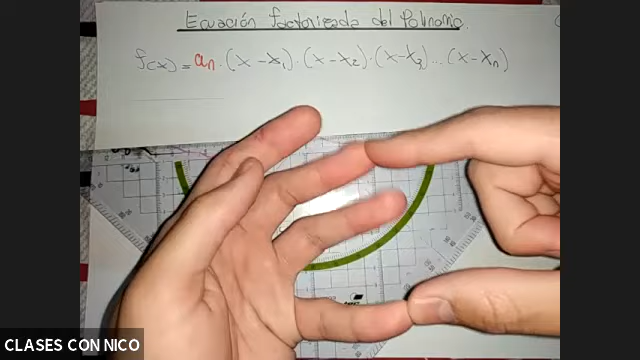 Ecuación factorizada del Polinomio.
f(x) = an · (x - x₁) · (x - x₂) · (x - x₃) ... (x - xₙ)
CLASES CON NICO